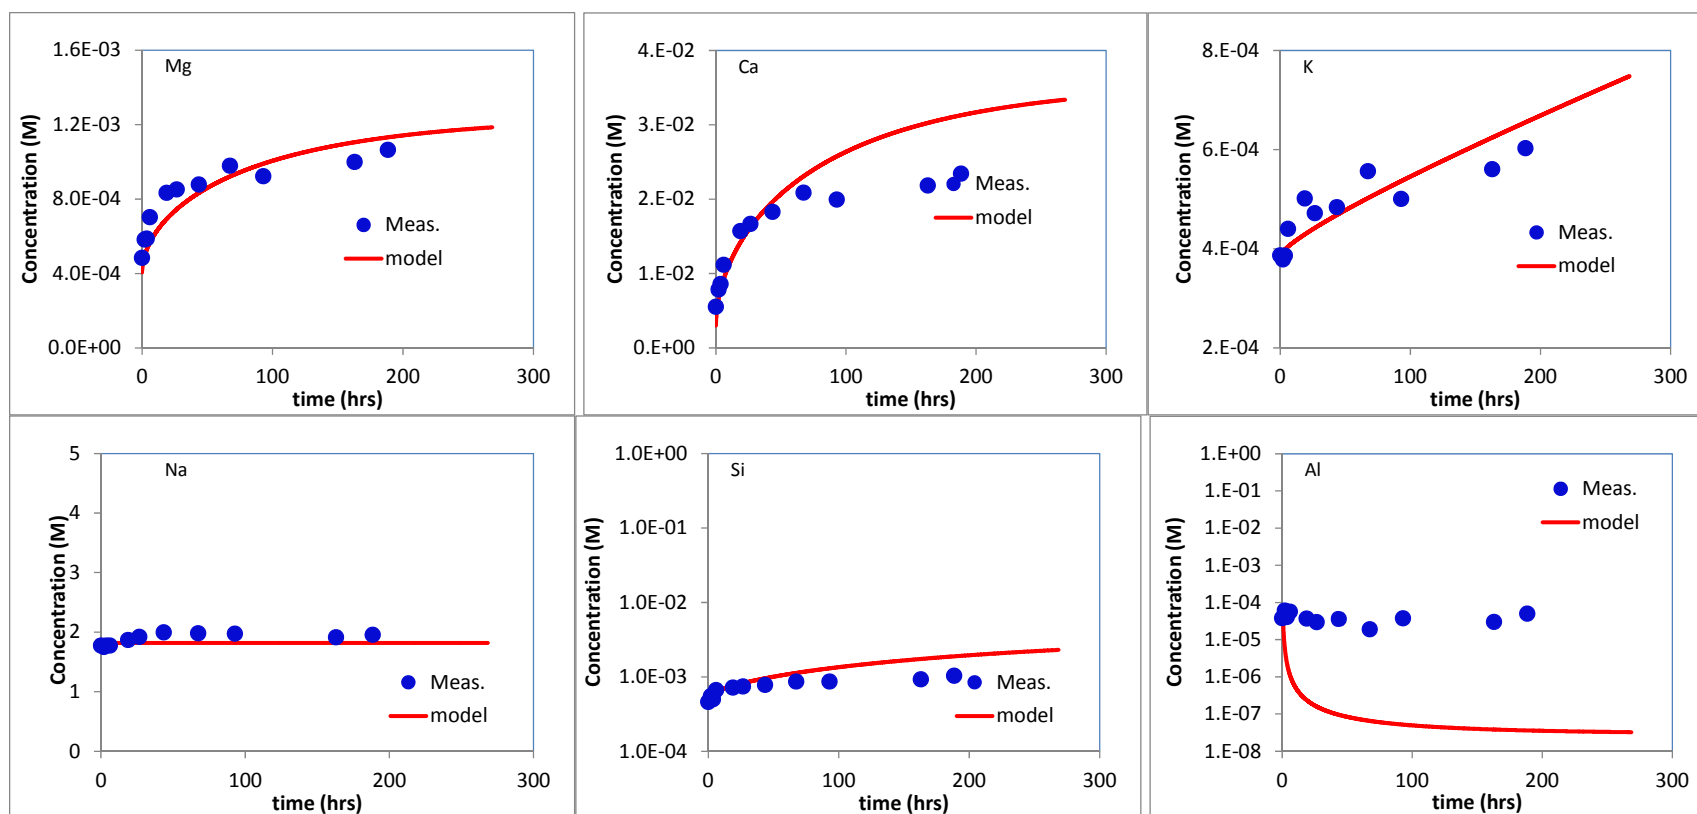 Mg
Concentration (M)
1.6E-03
1.2E-03
8.0E-04
4.0E-04
0.0E+00
0 100 200 300
time (hrs)
Meas.
model
Ca
Concentration (M)
4.E-02
3.E-02
2.E-02
1.E-02
0.E+00
0 100 200 300
time (hrs)
Meas.
model
K
Concentration (M)
8.E-04
6.E-04
4.E-04
2.E-04
0 100 200 300
time (hrs)
Meas.
model
Na
Concentration (M)
5
4
3
2
1
0
0 100 200 300
time (hrs)
Meas.
model
Si
Concentration (M)
1.0E+00
1.0E-01
1.0E-02
1.0E-03
1.0E-04
0 100 200 300
time (hrs)
Meas.
model
Al
Concentration (M)
1.E+00
1.E-01
1.E-02
1.E-03
1.E-04
1.E-05
1.E-06
1.E-07
1.E-08
0 100 200 300
time (hrs)
Meas.
model